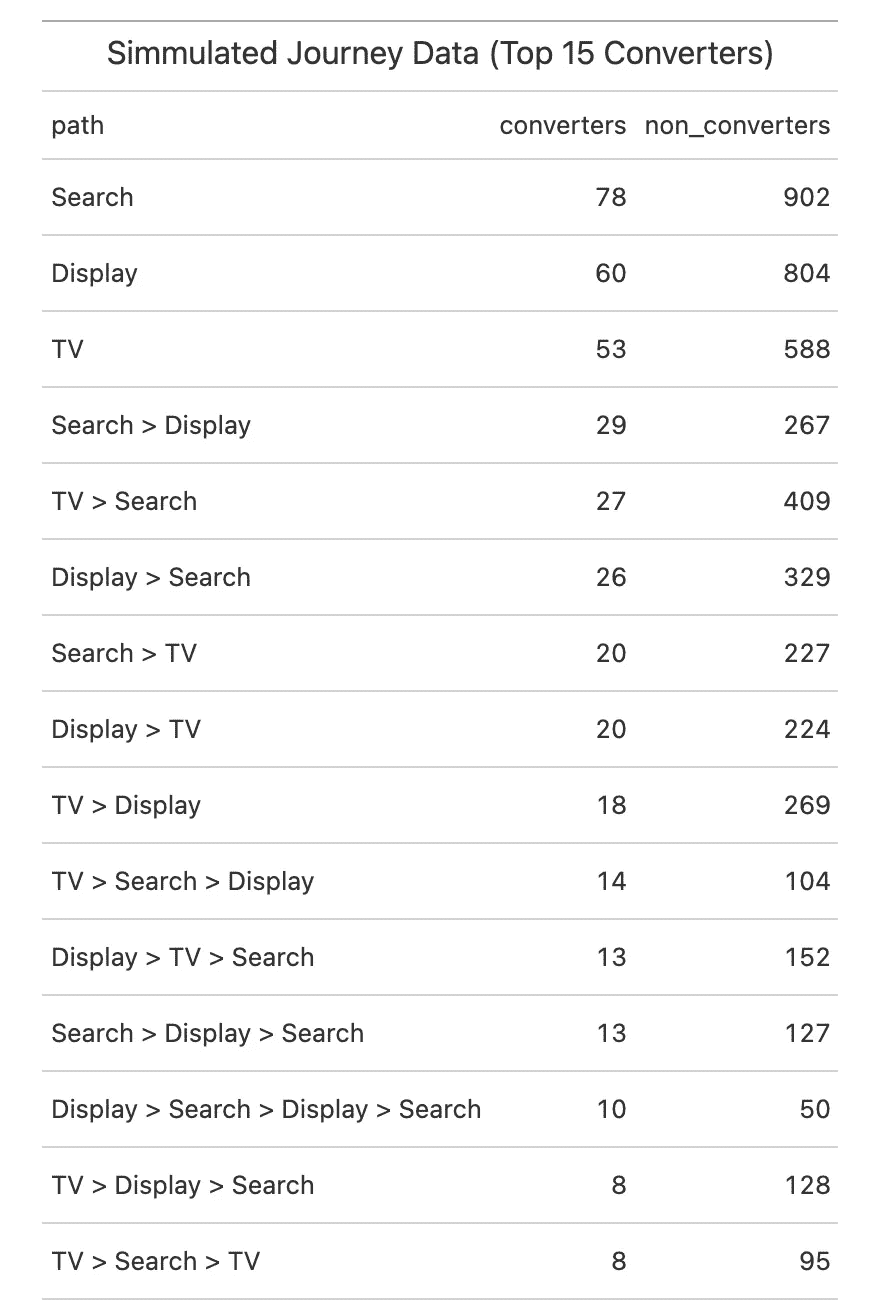 Simmulated Journey Data (Top 15 Converters)
path converters non_converters
Search 78 902
Display 60 804
TV 53 588
Search > Display 29 267
TV > Search 27 409
Display > Search 26 329
Search > TV 20 227
Display > TV 20 224
TV > Display 18 269
TV > Search > Display 14 104
Display > TV > Search 13 152
Search > Display > Search 13 127
Display > Search > Display > Search 10 50
TV > Display > Search 8 128
TV > Search > TV 8 95